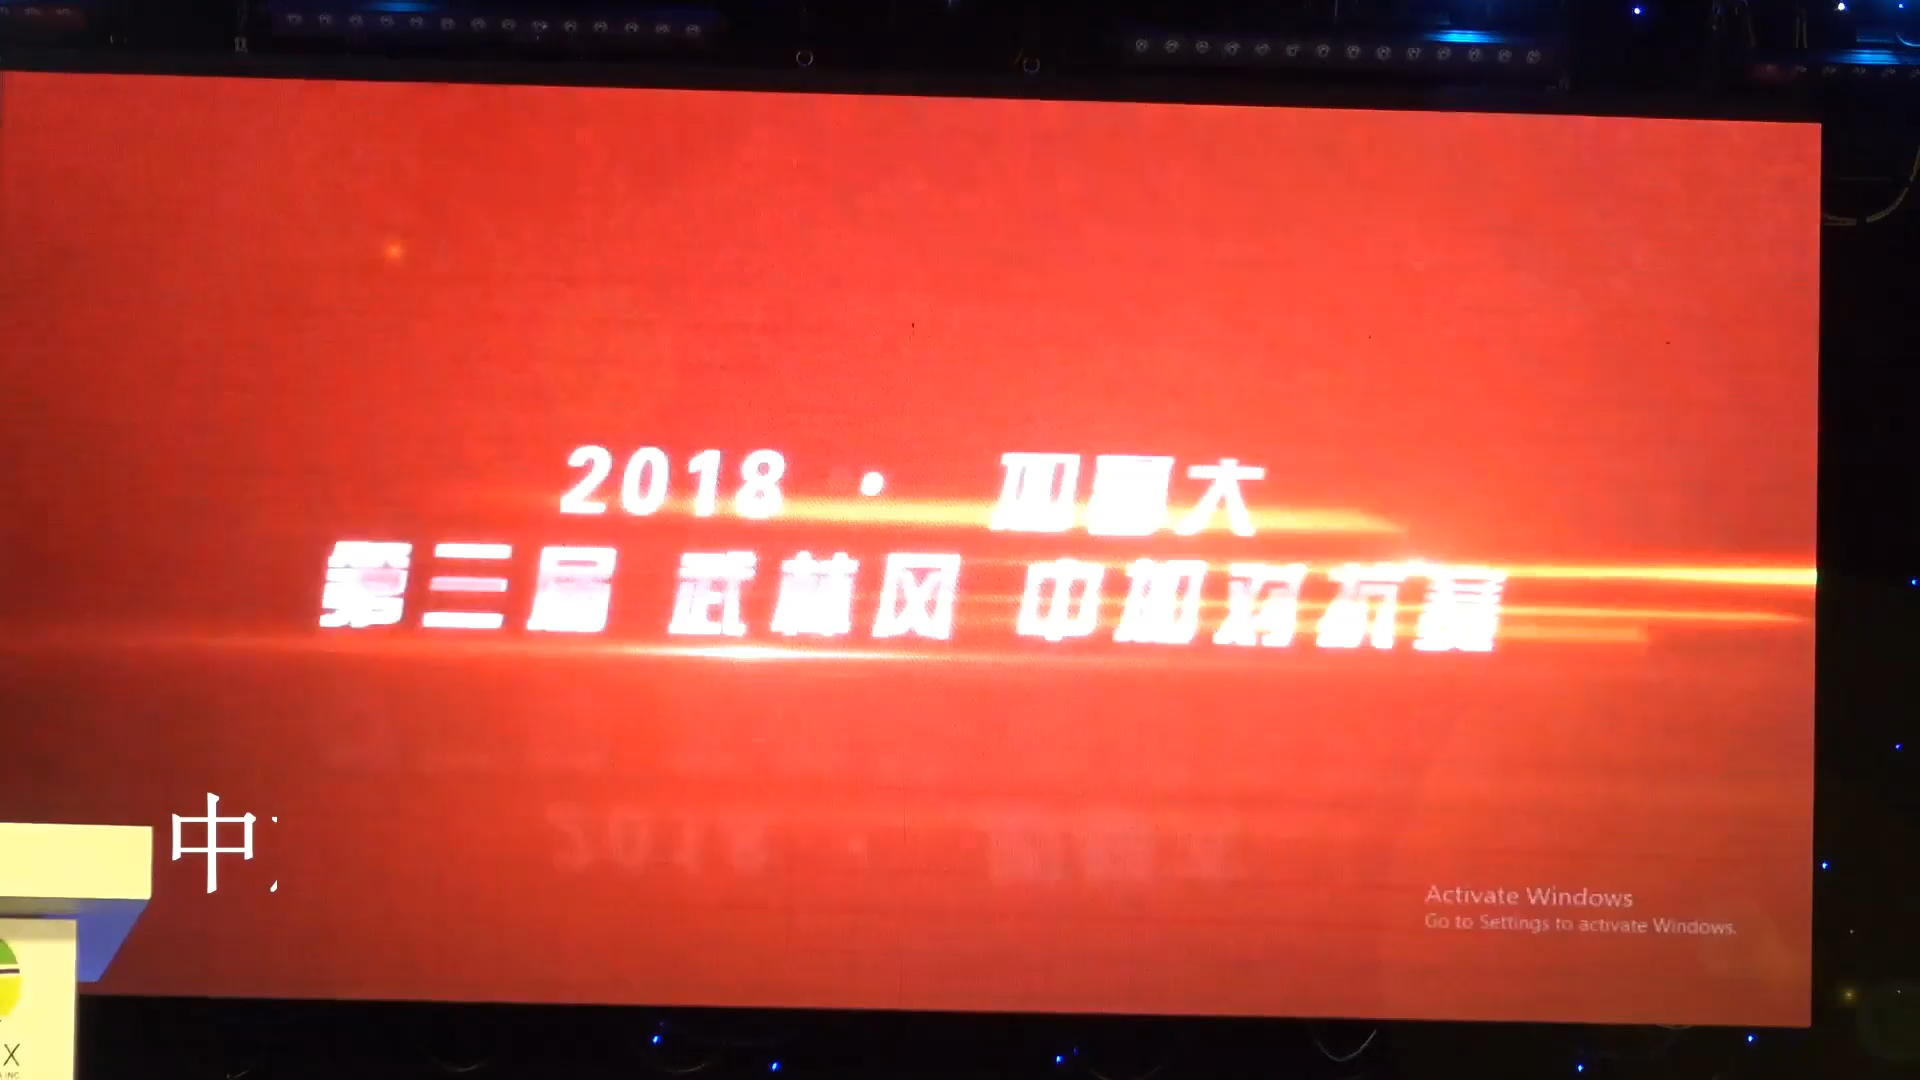 2018 · 加拿大
第三届 武林风 中加对抗赛
中
Activate Windows
Go to Settings to activate Windows.
X
INC